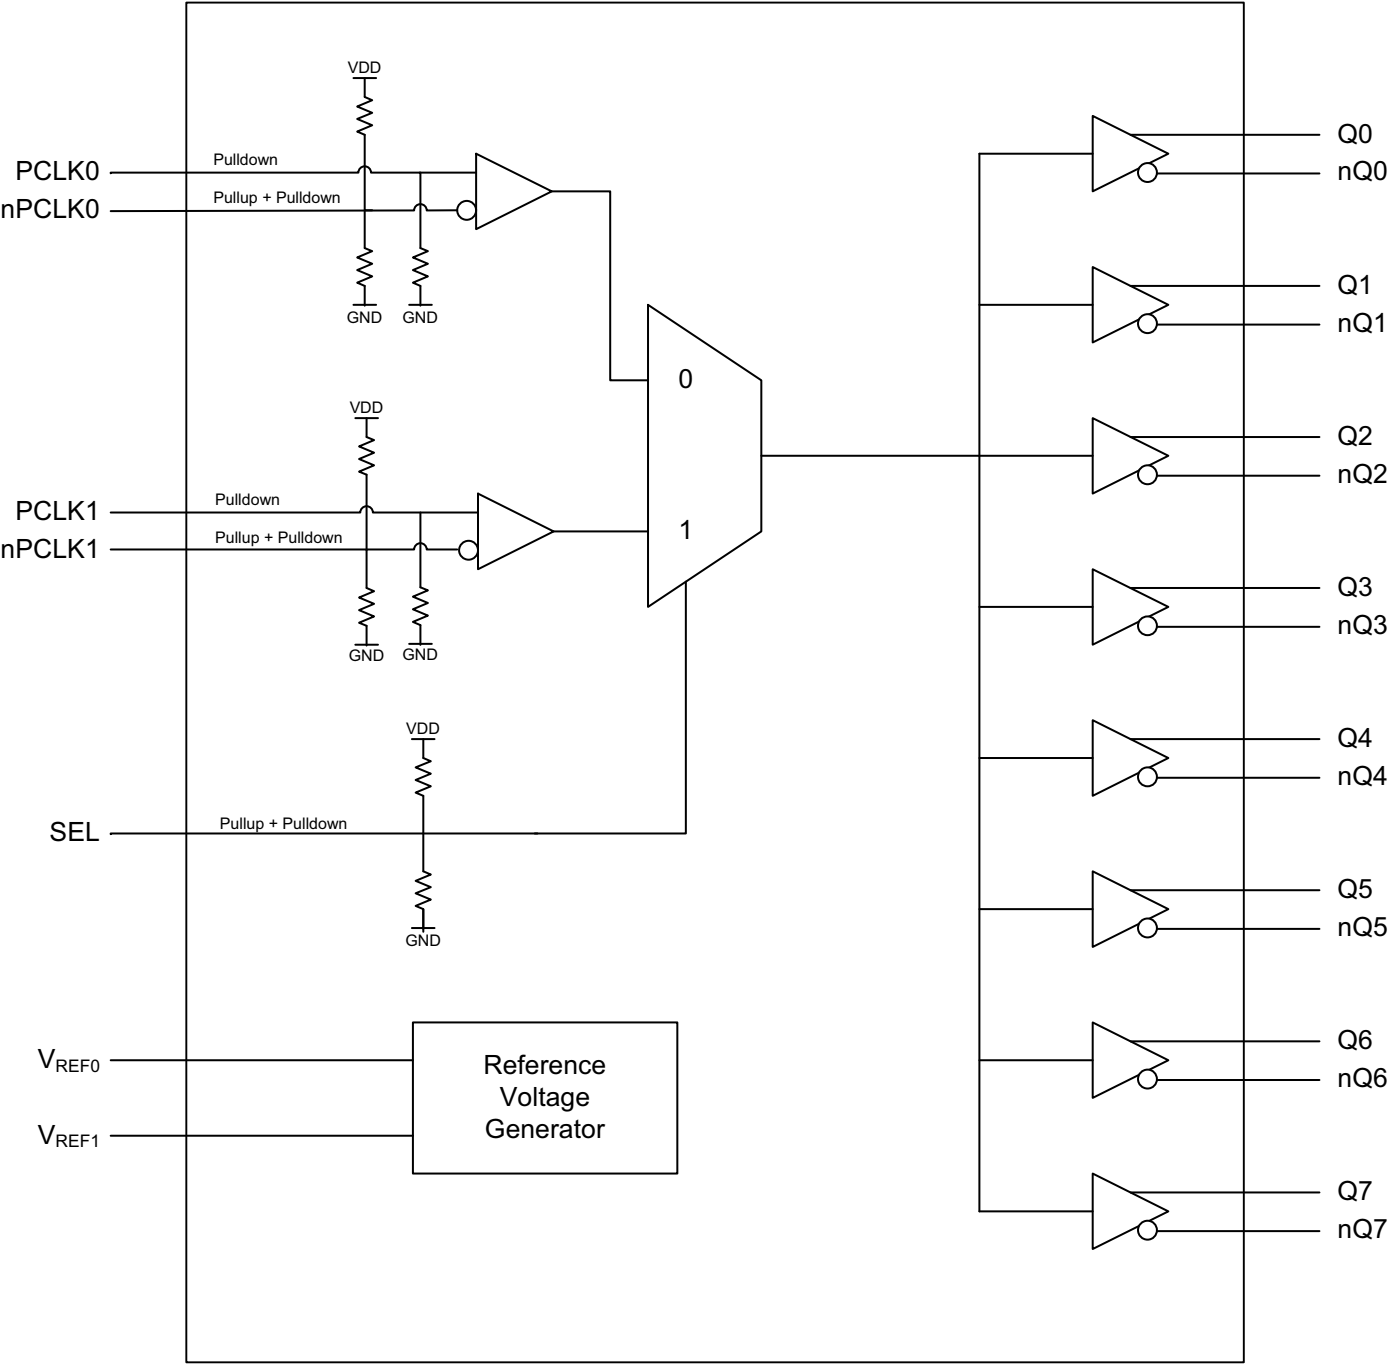 VDD
PCLK0
Pulldown
nPCLK0
Pullup + Pulldown
GND
GND
VDD
PCLK1
Pulldown
nPCLK1
Pullup + Pulldown
GND
GND
0
1
VDD
SEL
Pullup + Pulldown
GND
VREF0
VREF1
Reference
Voltage
Generator
Q0
nQ0
Q1
nQ1
Q2
nQ2
Q3
nQ3
Q4
nQ4
Q5
nQ5
Q6
nQ6
Q7
nQ7